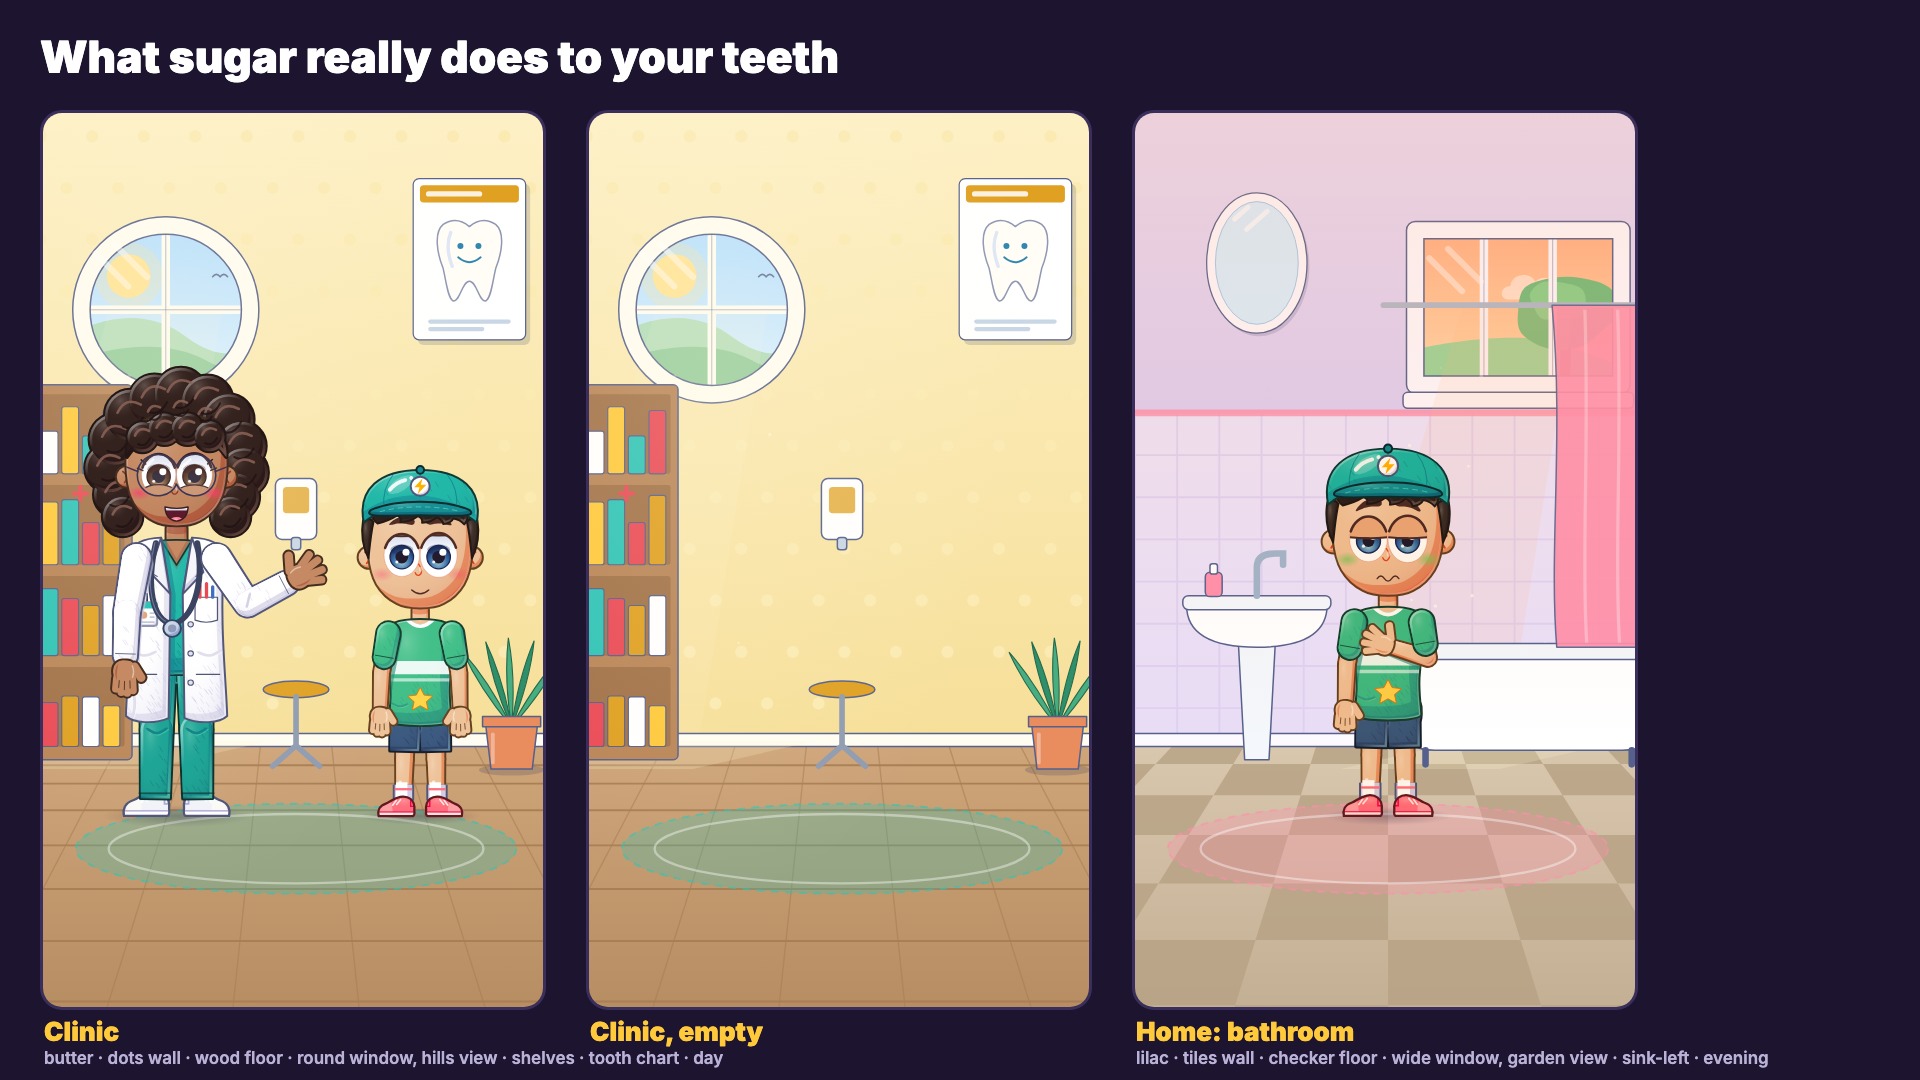 What sugar really does to your teeth
Clinic
butter · dots wall · wood floor · round window, hills view · shelves · tooth chart · day
Clinic, empty
Home: bathroom
lilac · tiles wall · checker floor · wide window, garden view · sink-left · evening